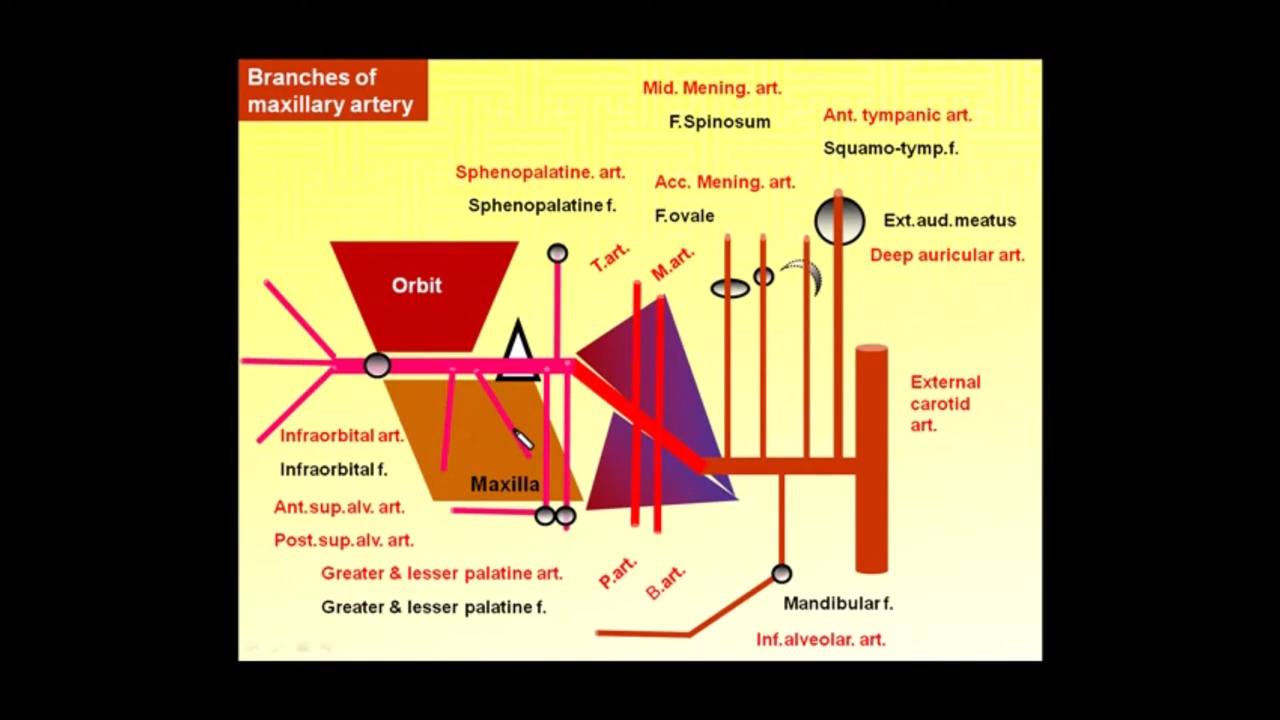 Branches of
maxillary artery
Mid. Mening. art.
F.Spinosum
Ant. tympanic art.
Squamo-tymp.f.
Sphenopalatine. art.
Sphenopalatine f.
Acc. Mening. art.
F.ovale
Ext.aud.meatus
Deep auricular art.
T.art.
M.art.
Orbit
External
carotid
art.
Infraorbital art.
Infraorbital f.
Maxilla
Ant.sup.alv. art.
Post.sup.alv. art.
Greater & lesser palatine art.
Greater & lesser palatine f.
P.art.
B.art.
Mandibular f.
Inf.alveolar. art.